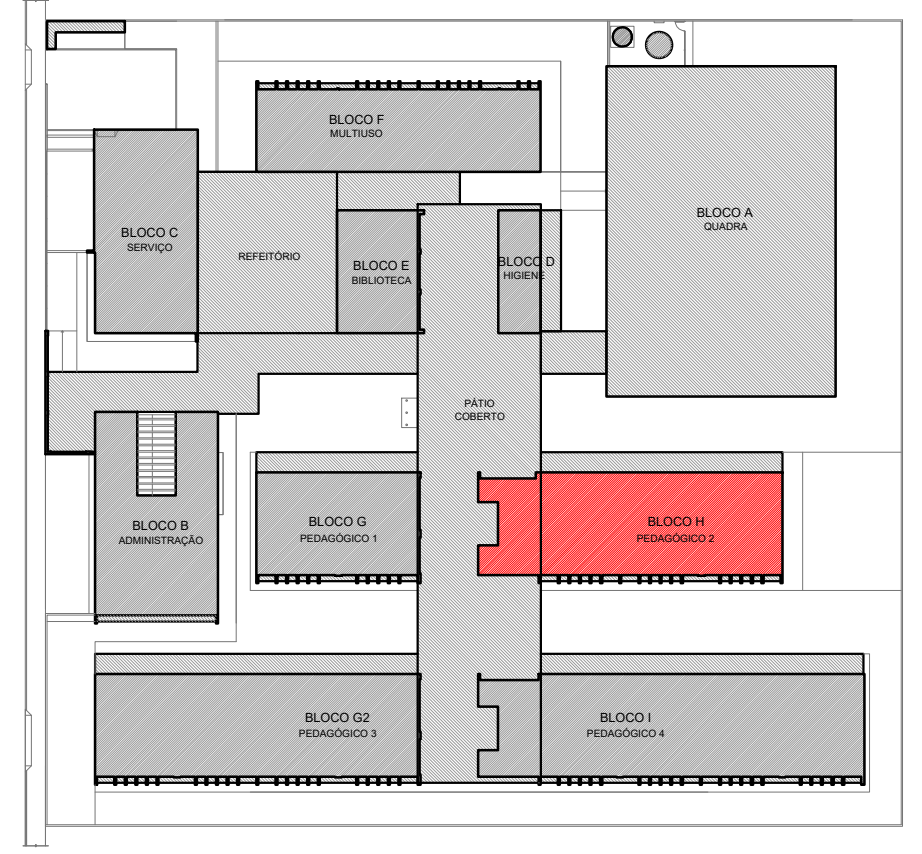 BLOCO F
MULTIUSO
BLOCO A
QUADRA
BLOCO C
SERVIÇO
REFEITÓRIO
BLOCO E
BIBLIOTECA
BLOCO D
HIGIENE
PÁTIO
COBERTO
BLOCO B
ADMINISTRAÇÃO
BLOCO G
PEDAGÓGICO 1
BLOCO H
PEDAGÓGICO 2
BLOCO G2
PEDAGÓGICO 3
BLOCO I
PEDAGÓGICO 4